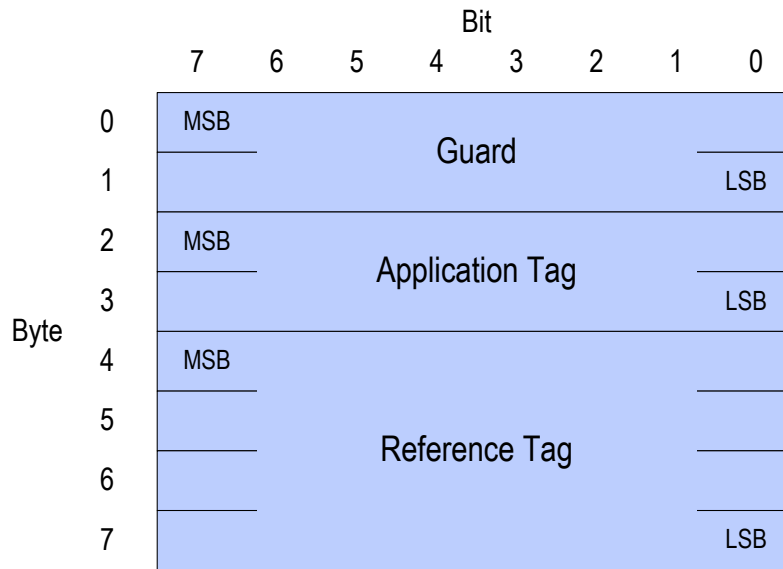 Bit
7 6 5 4 3 2 1 0
0 MSB
Guard
1 LSB
2 MSB
Application Tag
3 LSB
Byte
4 MSB
5
Reference Tag
6
7 LSB